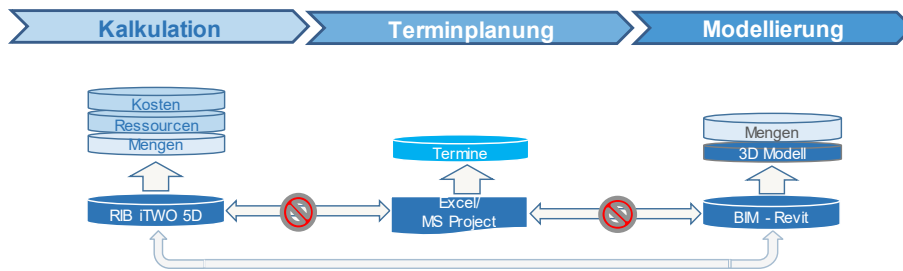 Kalkulation
Terminplanung
Modellierung
Kosten
Ressourcen
Mengen
Termine
Mengen
3D Modell
RIB iTWO 5D
Excel/
MS Project
BIM - Revit